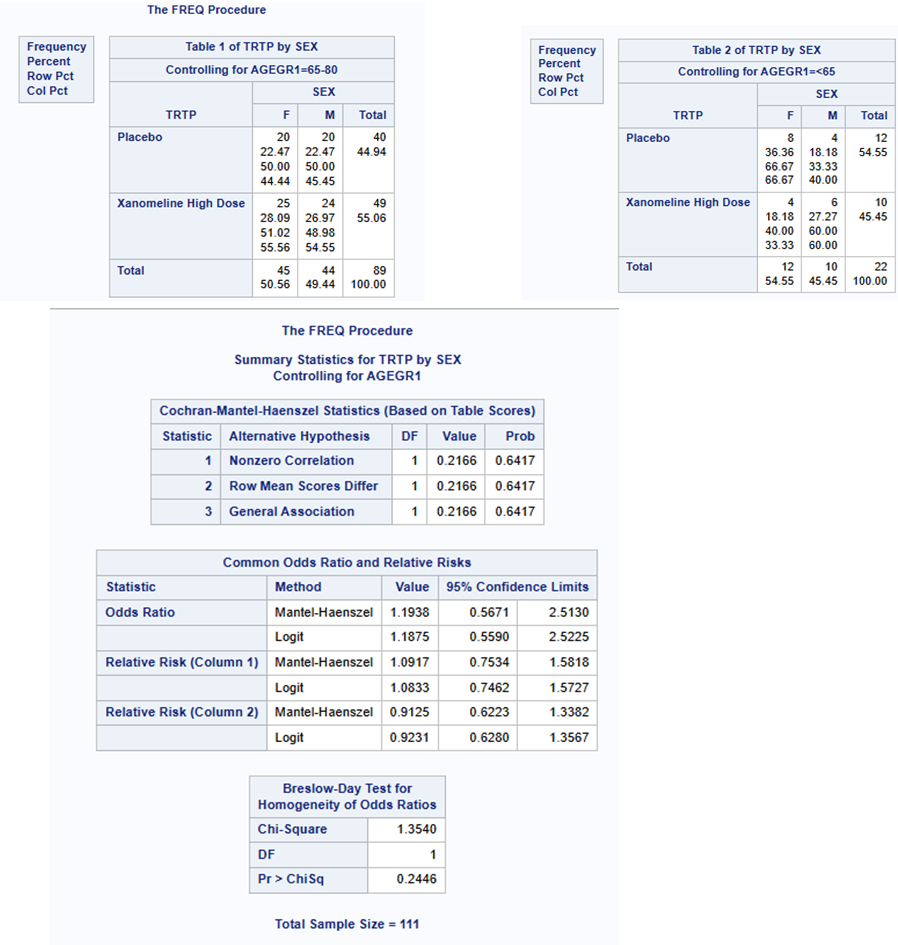 The FREQ Procedure
Frequency
Percent
Row Pct
Col Pct
Table 1 of TRTP by SEX
Controlling for AGEGR1=65-80
SEX
TRTP F M Total
Placebo 20 20 40
22.47 22.47 44.94
50.00 50.00
44.44 45.45
Xanomeline High Dose 25 24 49
28.09 26.97 55.06
51.02 48.98
55.56 54.55
Total 45 44 89
50.56 49.44 100.00
Frequency
Percent
Row Pct
Col Pct
Table 2 of TRTP by SEX
Controlling for AGEGR1=<65
SEX
TRTP F M Total
Placebo 8 4 12
36.36 18.18 54.55
66.67 33.33
66.67 40.00
Xanomeline High Dose 4 6 10
18.18 27.27 45.45
40.00 60.00
33.33 60.00
Total 12 10 22
54.55 45.45 100.00
The FREQ Procedure
Summary Statistics for TRTP by SEX
Controlling for AGEGR1
Cochran-Mantel-Haenszel Statistics (Based on Table Scores)
Statistic Alternative Hypothesis DF Value Prob
1 Nonzero Correlation 1 0.2166 0.6417
2 Row Mean Scores Differ 1 0.2166 0.6417
3 General Association 1 0.2166 0.6417
Common Odds Ratio and Relative Risks
Statistic Method Value 95% Confidence Limits
Odds Ratio Mantel-Haenszel 1.1938 0.5671 2.5130
Logit 1.1875 0.5590 2.5225
Relative Risk (Column 1) Mantel-Haenszel 1.0917 0.7534 1.5818
Logit 1.0833 0.7462 1.5727
Relative Risk (Column 2) Mantel-Haenszel 0.9125 0.6223 1.3382
Logit 0.9231 0.6280 1.3567
Breslow-Day Test for
Homogeneity of Odds Ratios
Chi-Square 1.3540
DF 1
Pr > ChiSq 0.2446
Total Sample Size = 111